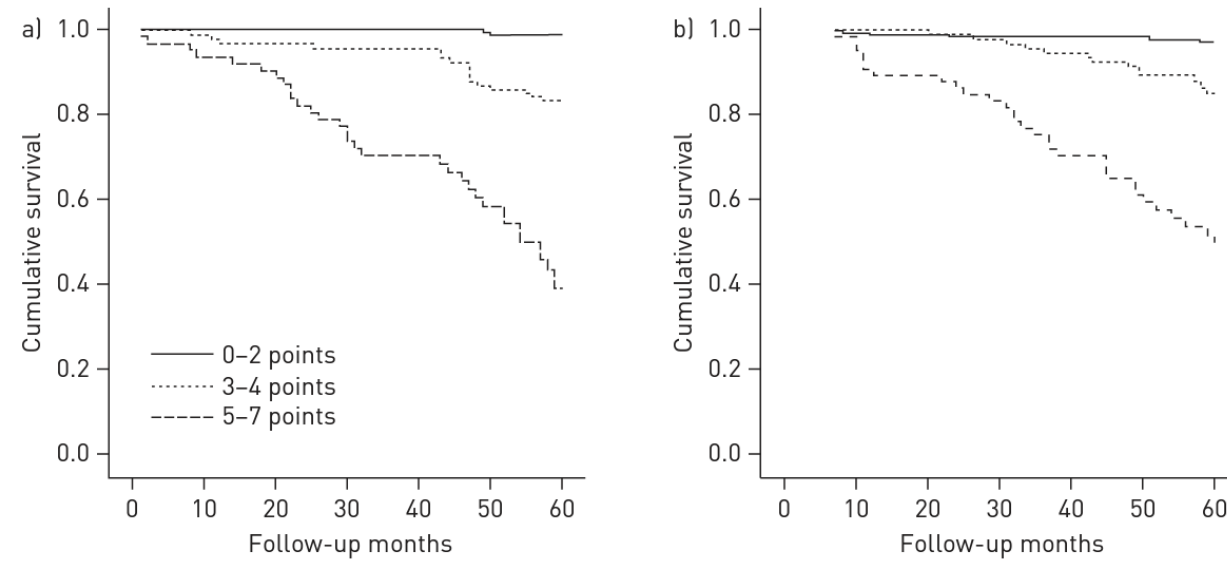 a)
Cumulative survival
1.0
0.8
0.6
0.4
0.2
0.0
0–2 points
3–4 points
5–7 points
0 10 20 30 40 50 60
Follow-up months
b)
Cumulative survival
1.0
0.8
0.6
0.4
0.2
0.0
0 10 20 30 40 50 60
Follow-up months